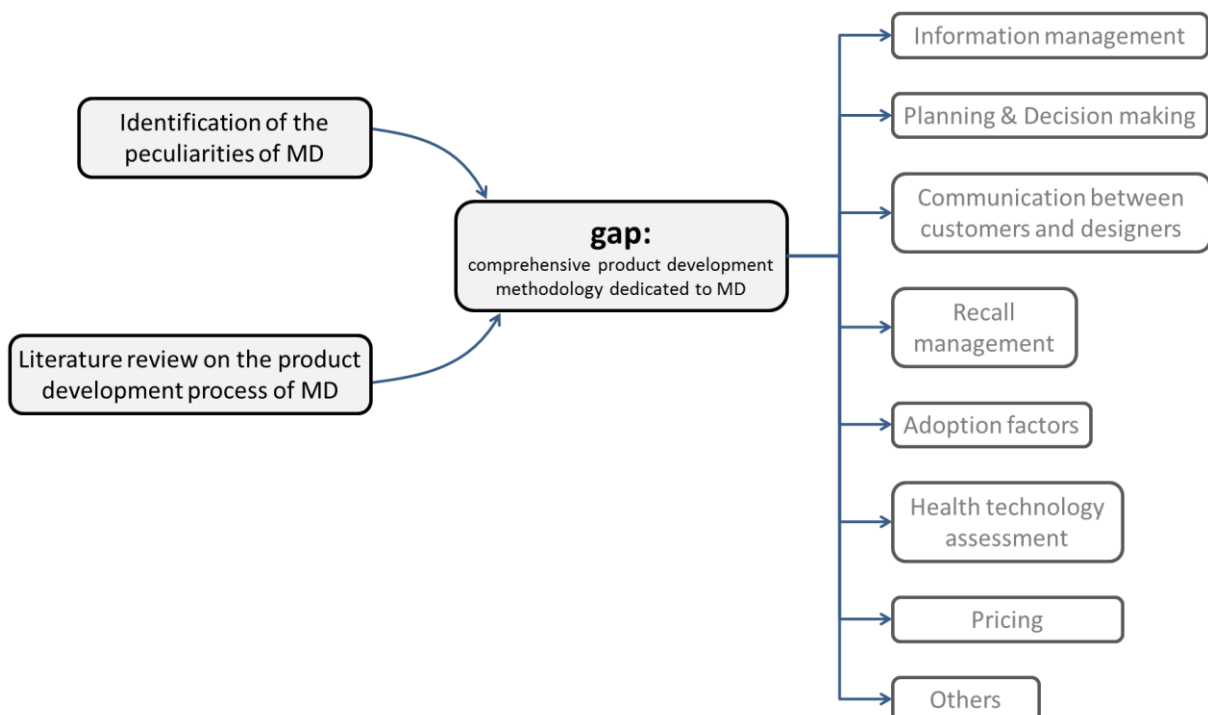 Identification of the
peculiarities of MD
Literature review on the product
development process of MD
gap:
comprehensive product development
methodology dedicated to MD
Information management
Planning & Decision making
Communication between
customers and designers
Recall
management
Adoption factors
Health technology
assessment
Pricing
Others